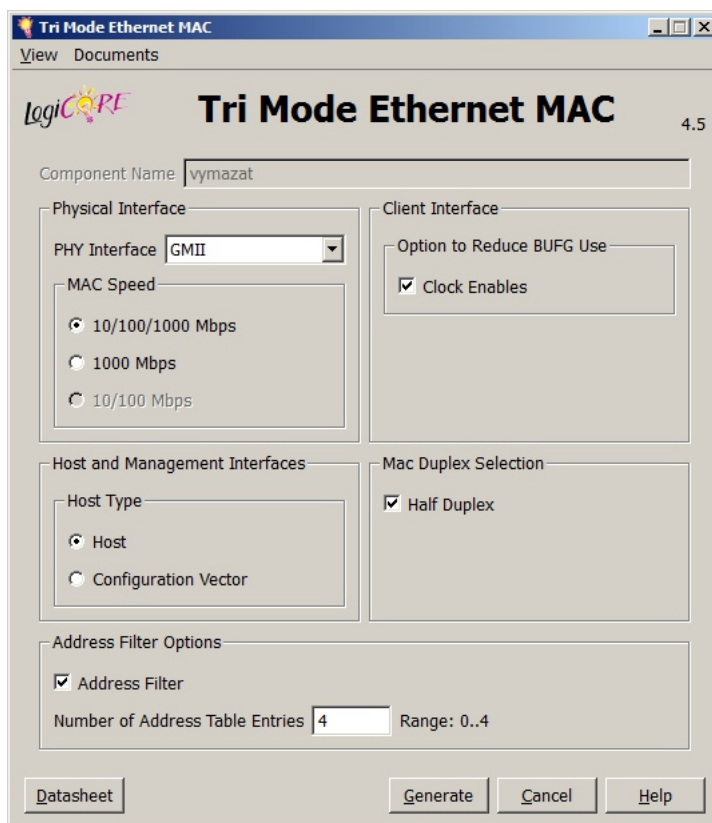 Tri Mode Ethernet MAC
View Documents
LogiCORE
Tri Mode Ethernet MAC
4.5
Component Name vymazat
Physical Interface
PHY Interface GMII
MAC Speed
10/100/1000 Mbps
1000 Mbps
10/100 Mbps
Client Interface
Option to Reduce BUFG Use
Clock Enables
Host and Management Interfaces
Host Type
Host
Configuration Vector
Mac Duplex Selection
Half Duplex
Address Filter Options
Address Filter
Number of Address Table Entries 4 Range: 0..4
Datasheet Generate Cancel Help